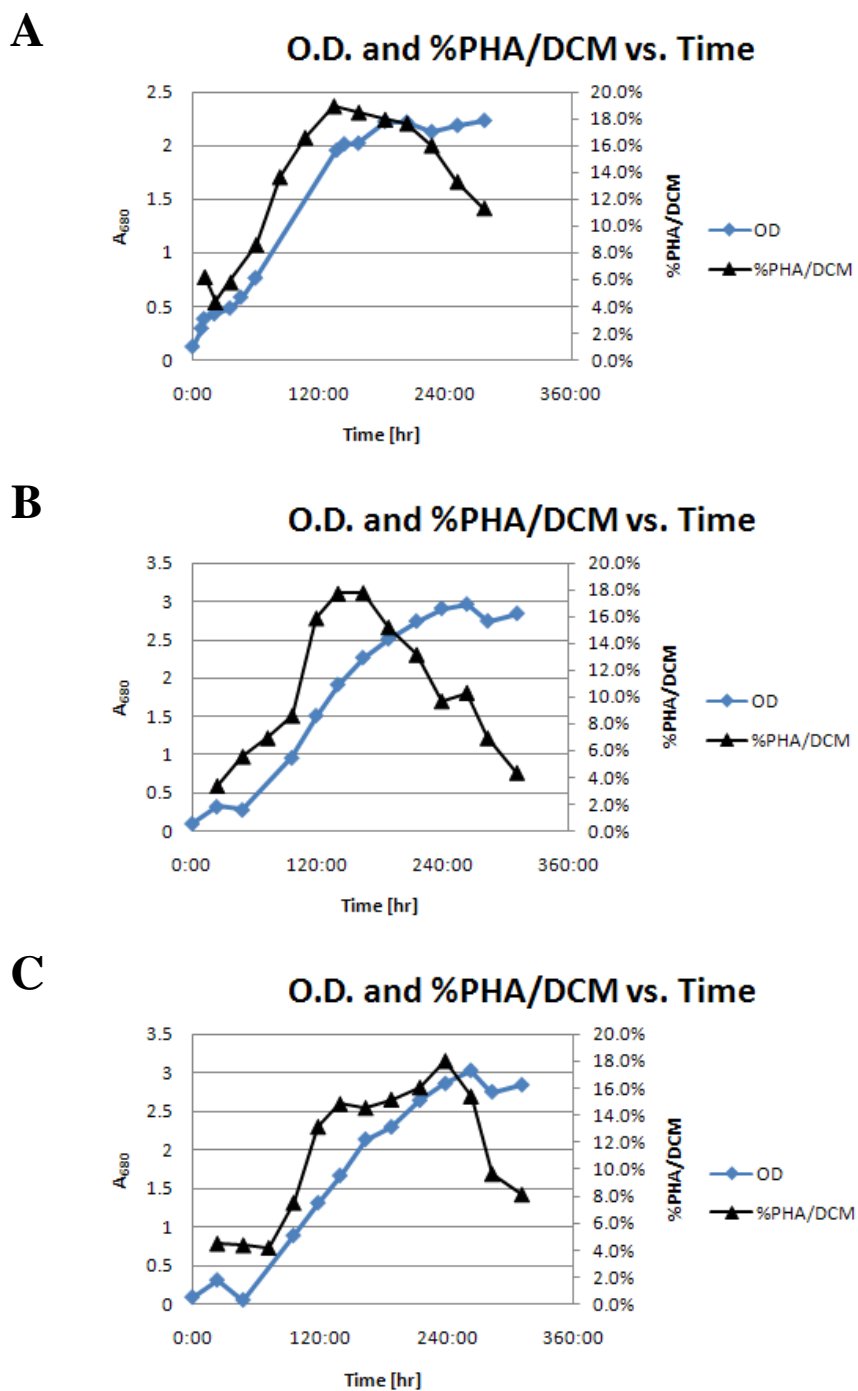 A
O.D. and %PHA/DCM vs. Time
2.5
2
1.5
1
0.5
0
A680
20.0%
18.0%
16.0%
14.0%
12.0%
10.0%
8.0%
6.0%
4.0%
2.0%
0.0%
%PHA/DCM
OD
%PHA/DCM
0:00 120:00 240:00 360:00
Time [hr]
B
O.D. and %PHA/DCM vs. Time
3.5
3
2.5
2
1.5
1
0.5
0
A680
20.0%
18.0%
16.0%
14.0%
12.0%
10.0%
8.0%
6.0%
4.0%
2.0%
0.0%
%PHA/DCM
OD
%PHA/DCM
0:00 120:00 240:00 360:00
Time [hr]
C
O.D. and %PHA/DCM vs. Time
3.5
3
2.5
2
1.5
1
0.5
0
A680
20.0%
18.0%
16.0%
14.0%
12.0%
10.0%
8.0%
6.0%
4.0%
2.0%
0.0%
%PHA/DCM
OD
%PHA/DCM
0:00 120:00 240:00 360:00
Time [hr]